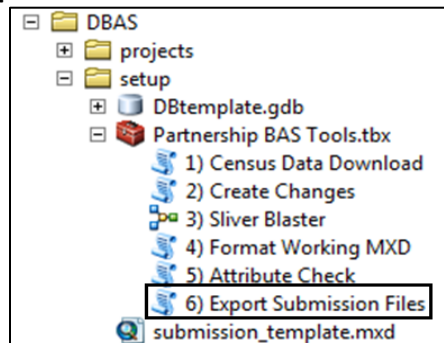 DBAS
projects
setup
DBtemplate.gdb
Partnership BAS Tools.tbx
1) Census Data Download
2) Create Changes
3) Sliver Blaster
4) Format Working MXD
5) Attribute Check
6) Export Submission Files
submission_template.mxd